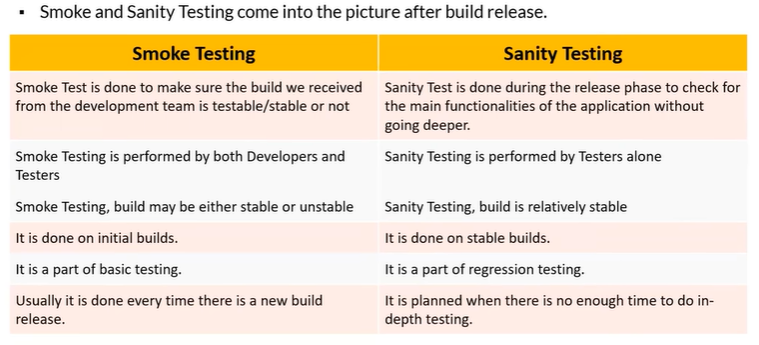 ▪ Smoke and Sanity Testing come into the picture after build release.
Smoke Testing
Sanity Testing
Smoke Test is done to make sure the build we received
from the development team is testable/stable or not
Sanity Test is done during the release phase to check for
the main functionalities of the application without
going deeper.
Smoke Testing is performed by both Developers and
Testers
Sanity Testing is performed by Testers alone
Smoke Testing, build may be either stable or unstable
Sanity Testing, build is relatively stable
It is done on initial builds.
It is done on stable builds.
It is a part of basic testing.
It is a part of regression testing.
Usually it is done every time there is a new build
release.
It is planned when there is no enough time to do in-
depth testing.